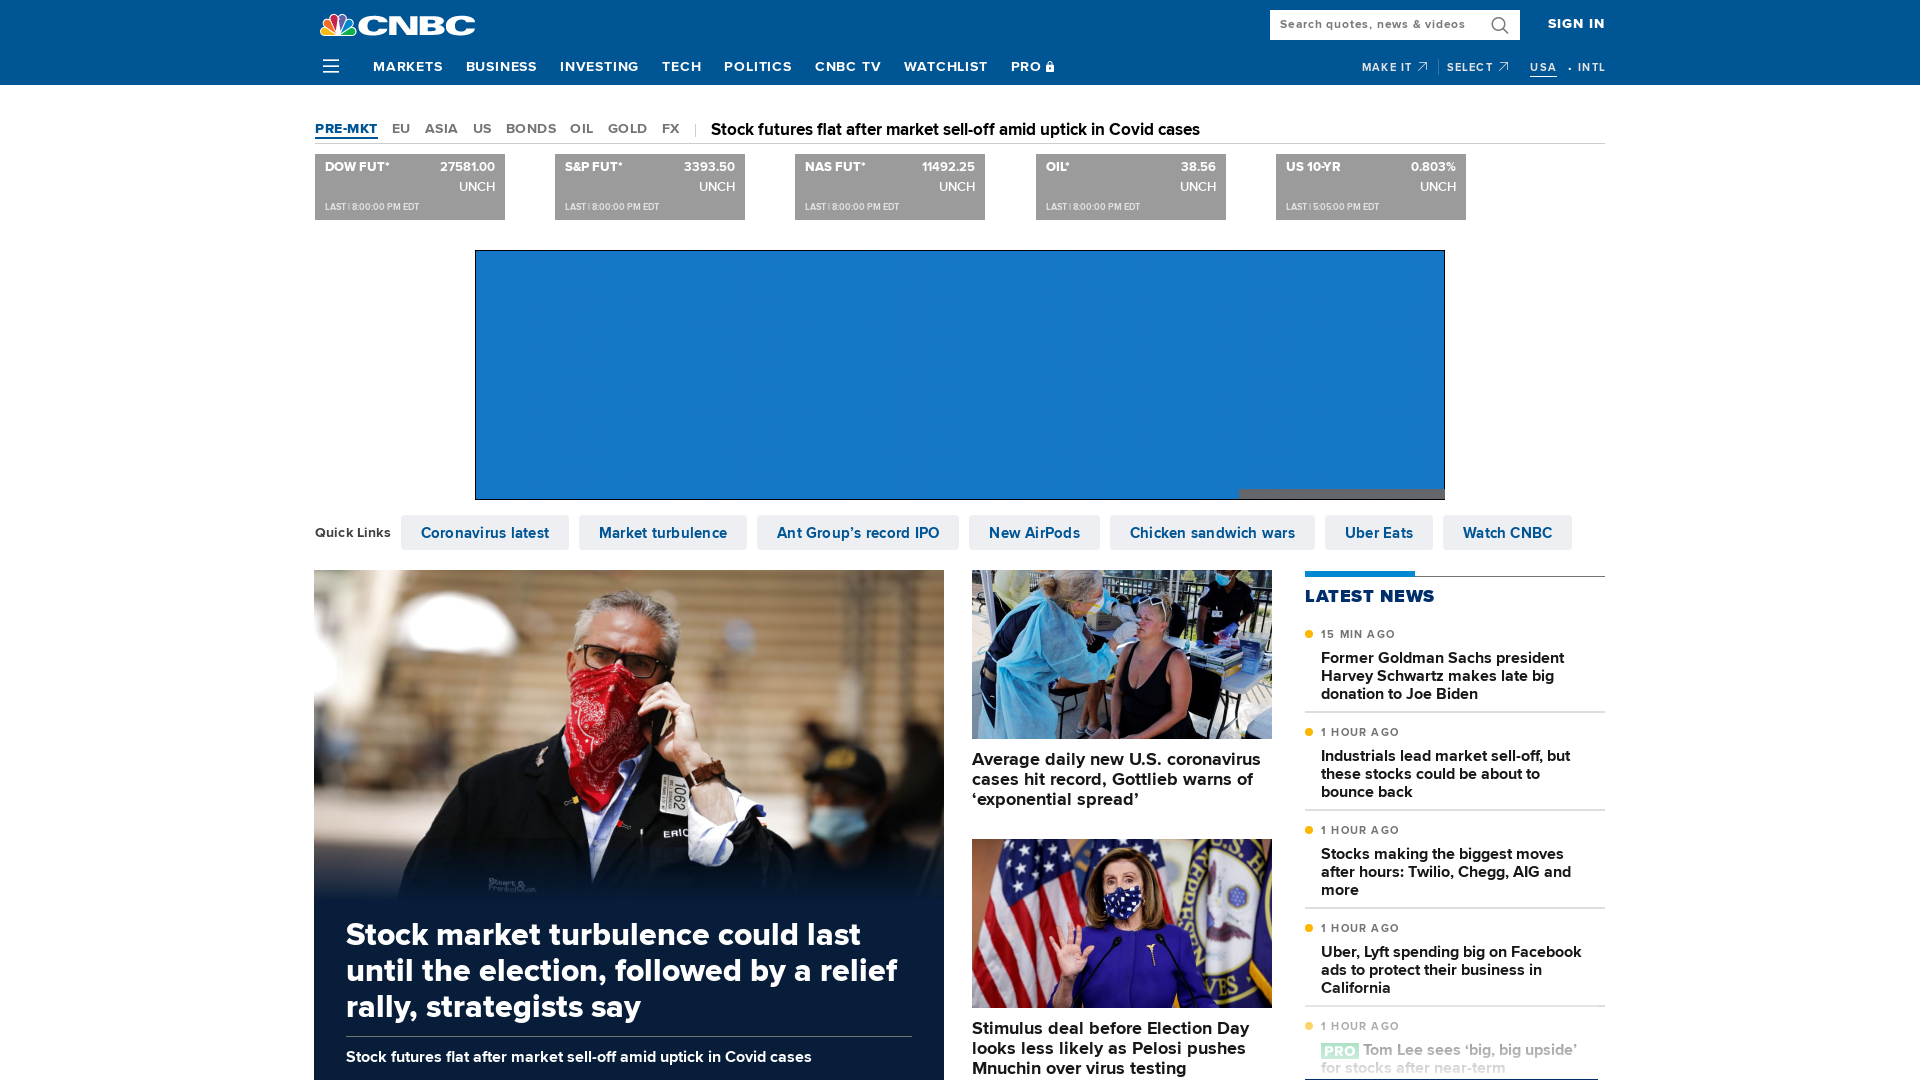 CNBC
Search quotes, news & videos
SIGN IN
MARKETS BUSINESS INVESTING TECH POLITICS CNBC TV WATCHLIST PRO
MAKE IT SELECT USA • INTL
PRE-MKT EU ASIA US BONDS OIL GOLD FX
Stock futures flat after market sell-off amid uptick in Covid cases
DOW FUT* 27581.00
UNCH
LAST | 8:00:00 PM EDT
S&P FUT* 3393.50
UNCH
LAST | 8:00:00 PM EDT
NAS FUT* 11492.25
UNCH
LAST | 8:00:00 PM EDT
OIL* 38.56
UNCH
LAST | 8:00:00 PM EDT
US 10-YR 0.803%
UNCH
LAST | 5:05:00 PM EDT
Quick Links Coronavirus latest Market turbulence Ant Group’s record IPO New AirPods Chicken sandwich wars Uber Eats Watch CNBC
1062
ERIC
Stock market turbulence could last
until the election, followed by a relief
rally, strategists say
Stock futures flat after market sell-off amid uptick in Covid cases
Average daily new U.S. coronavirus
cases hit record, Gottlieb warns of
‘exponential spread’
Stimulus deal before Election Day
looks less likely as Pelosi pushes
Mnuchin over virus testing
LATEST NEWS
15 MIN AGO
Former Goldman Sachs president
Harvey Schwartz makes late big
donation to Joe Biden
1 HOUR AGO
Industrials lead market sell-off, but
these stocks could be about to
bounce back
1 HOUR AGO
Stocks making the biggest moves
after hours: Twilio, Chegg, AIG and
more
1 HOUR AGO
Uber, Lyft spending big on Facebook
ads to protect their business in
California
1 HOUR AGO
PRO Tom Lee sees ‘big, big upside’
for stocks after near-term